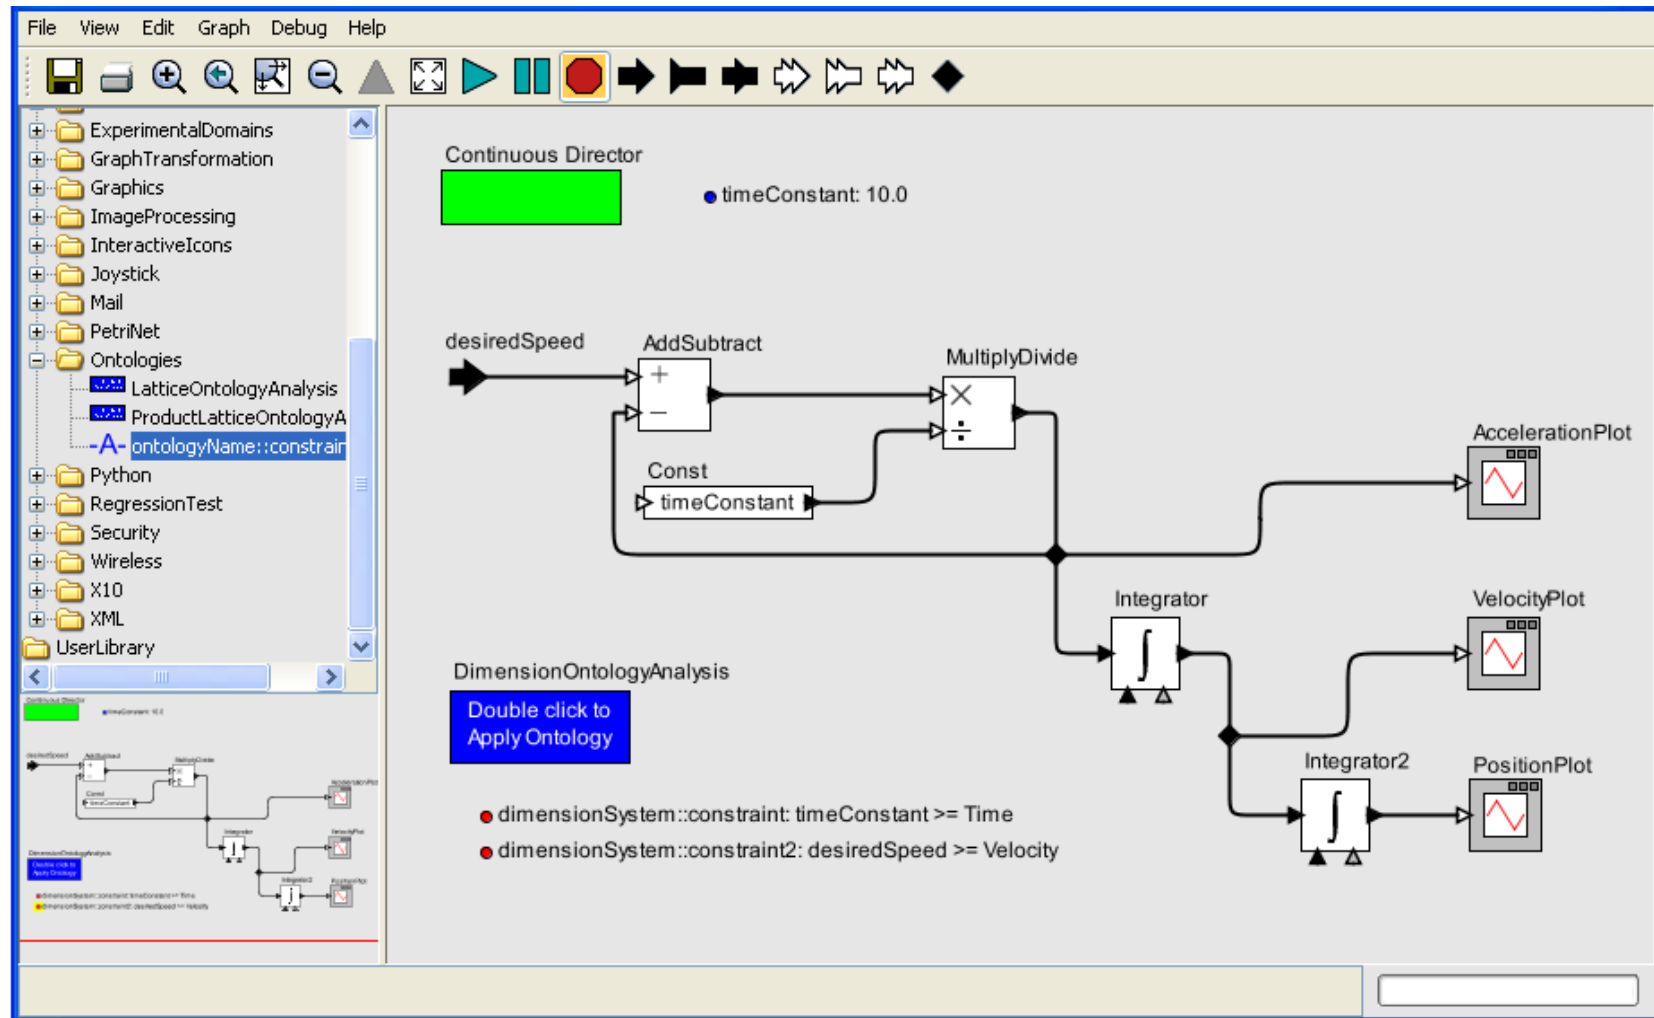 File View Edit Graph Debug Help
ExperimentalDomains
GraphTransformation
Graphics
ImageProcessing
InteractiveIcons
Joystick
Mail
PetriNet
Ontologies
LatticeOntologyAnalysis
ProductLatticeOntologyA
-A- ontologyName::constrain
Python
RegressionTest
Security
Wireless
X10
XML
UserLibrary
Continuous Director
timeConstant: 10.0
desiredSpeed
AddSubtract
+
−
MultiplyDivide
×
÷
Const
timeConstant
AccelerationPlot
Integrator
∫
VelocityPlot
Integrator2
∫
PositionPlot
DimensionOntologyAnalysis
Double click to
Apply Ontology
dimensionSystem::constraint: timeConstant >= Time
dimensionSystem::constraint2: desiredSpeed >= Velocity